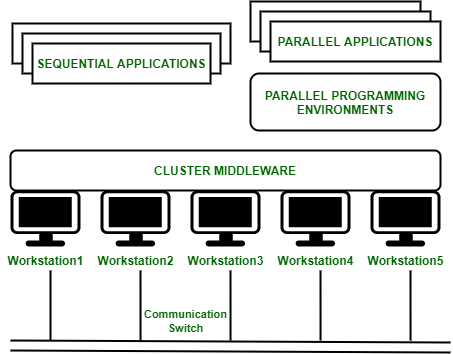 SEQUENTIAL APPLICATIONS
PARALLEL APPLICATIONS
PARALLEL PROGRAMMING
ENVIRONMENTS
CLUSTER MIDDLEWARE
Workstation1 Workstation2 Workstation3 Workstation4 Workstation5
Communication
Switch